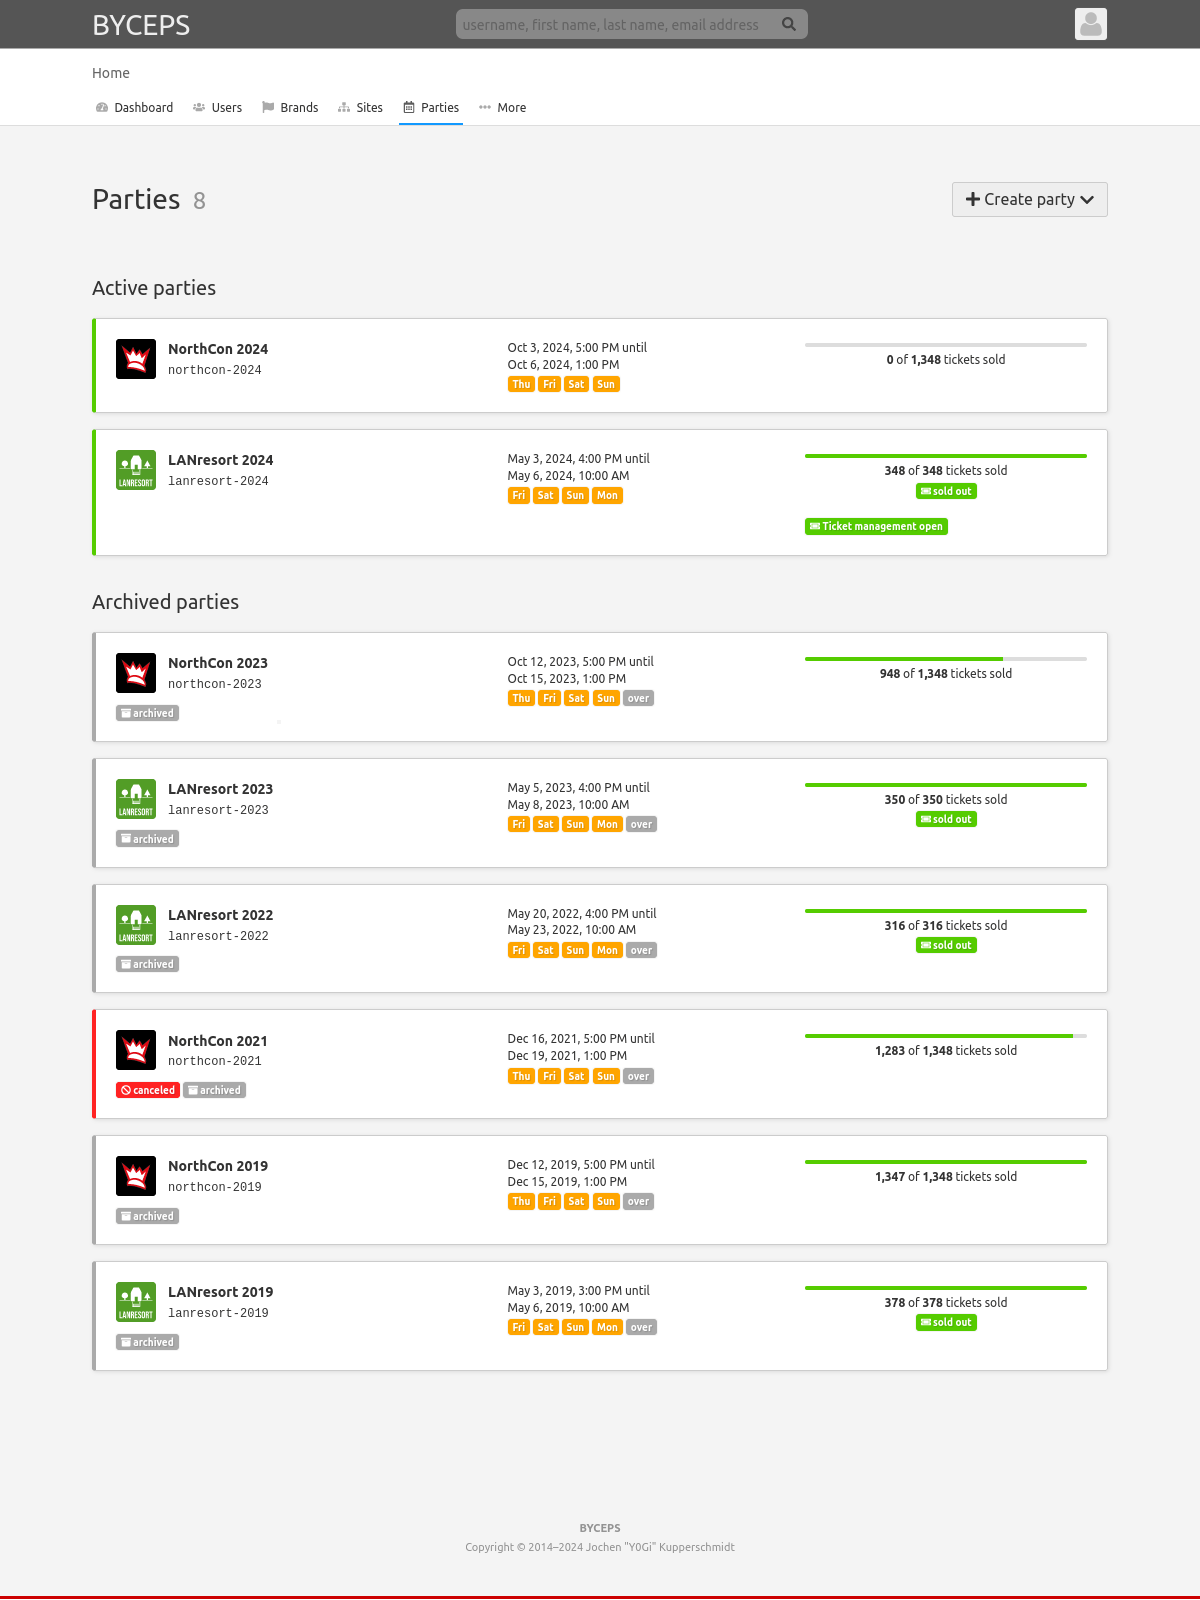 BYCEPS
username, first name, last name, email address
Home
Dashboard Users Brands Sites Parties More
Parties 8
Create party
Active parties
NorthCon 2024
northcon-2024
Oct 3, 2024, 5:00 PM until
Oct 6, 2024, 1:00 PM
Thu Fri Sat Sun
0 of 1,348 tickets sold
LANRESORT
LANresort 2024
lanresort-2024
May 3, 2024, 4:00 PM until
May 6, 2024, 10:00 AM
Fri Sat Sun Mon
348 of 348 tickets sold
sold out
Ticket management open
Archived parties
NorthCon 2023
northcon-2023
archived
Oct 12, 2023, 5:00 PM until
Oct 15, 2023, 1:00 PM
Thu Fri Sat Sun over
948 of 1,348 tickets sold
LANRESORT
LANresort 2023
lanresort-2023
archived
May 5, 2023, 4:00 PM until
May 8, 2023, 10:00 AM
Fri Sat Sun Mon over
350 of 350 tickets sold
sold out
LANRESORT
LANresort 2022
lanresort-2022
archived
May 20, 2022, 4:00 PM until
May 23, 2022, 10:00 AM
Fri Sat Sun Mon over
316 of 316 tickets sold
sold out
NorthCon 2021
northcon-2021
canceled archived
Dec 16, 2021, 5:00 PM until
Dec 19, 2021, 1:00 PM
Thu Fri Sat Sun over
1,283 of 1,348 tickets sold
NorthCon 2019
northcon-2019
archived
Dec 12, 2019, 5:00 PM until
Dec 15, 2019, 1:00 PM
Thu Fri Sat Sun over
1,347 of 1,348 tickets sold
LANRESORT
LANresort 2019
lanresort-2019
archived
May 3, 2019, 3:00 PM until
May 6, 2019, 10:00 AM
Fri Sat Sun Mon over
378 of 378 tickets sold
sold out
BYCEPS
Copyright © 2014–2024 Jochen "Y0Gi" Kupperschmidt